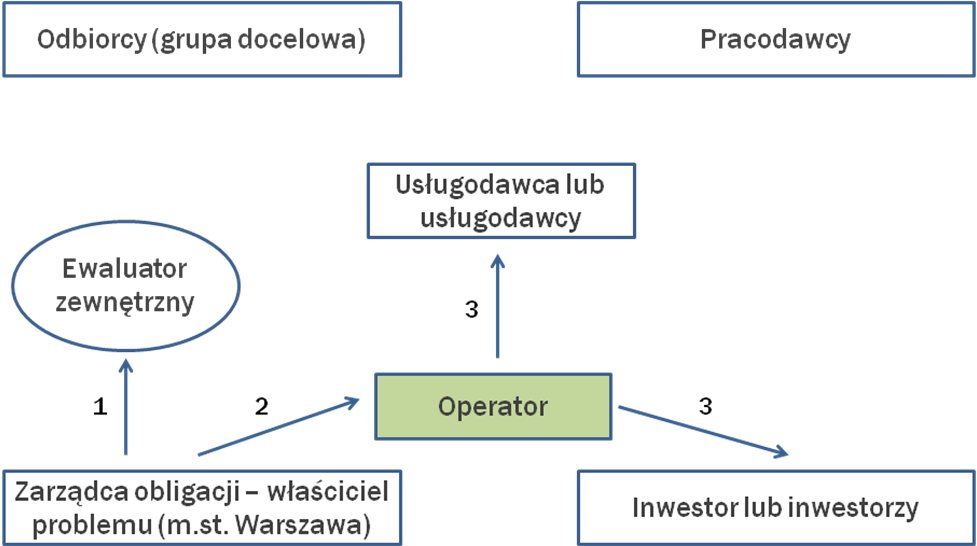 Odbiorcy (grupa docelowa)
Pracodawcy
Usługodawca lub
usługodawcy
Ewaluator
zewnętrzny
3
1
2
Operator
3
Zarządca obligacji – właściciel
problemu (m.st. Warszawa)
Inwestor lub inwestorzy